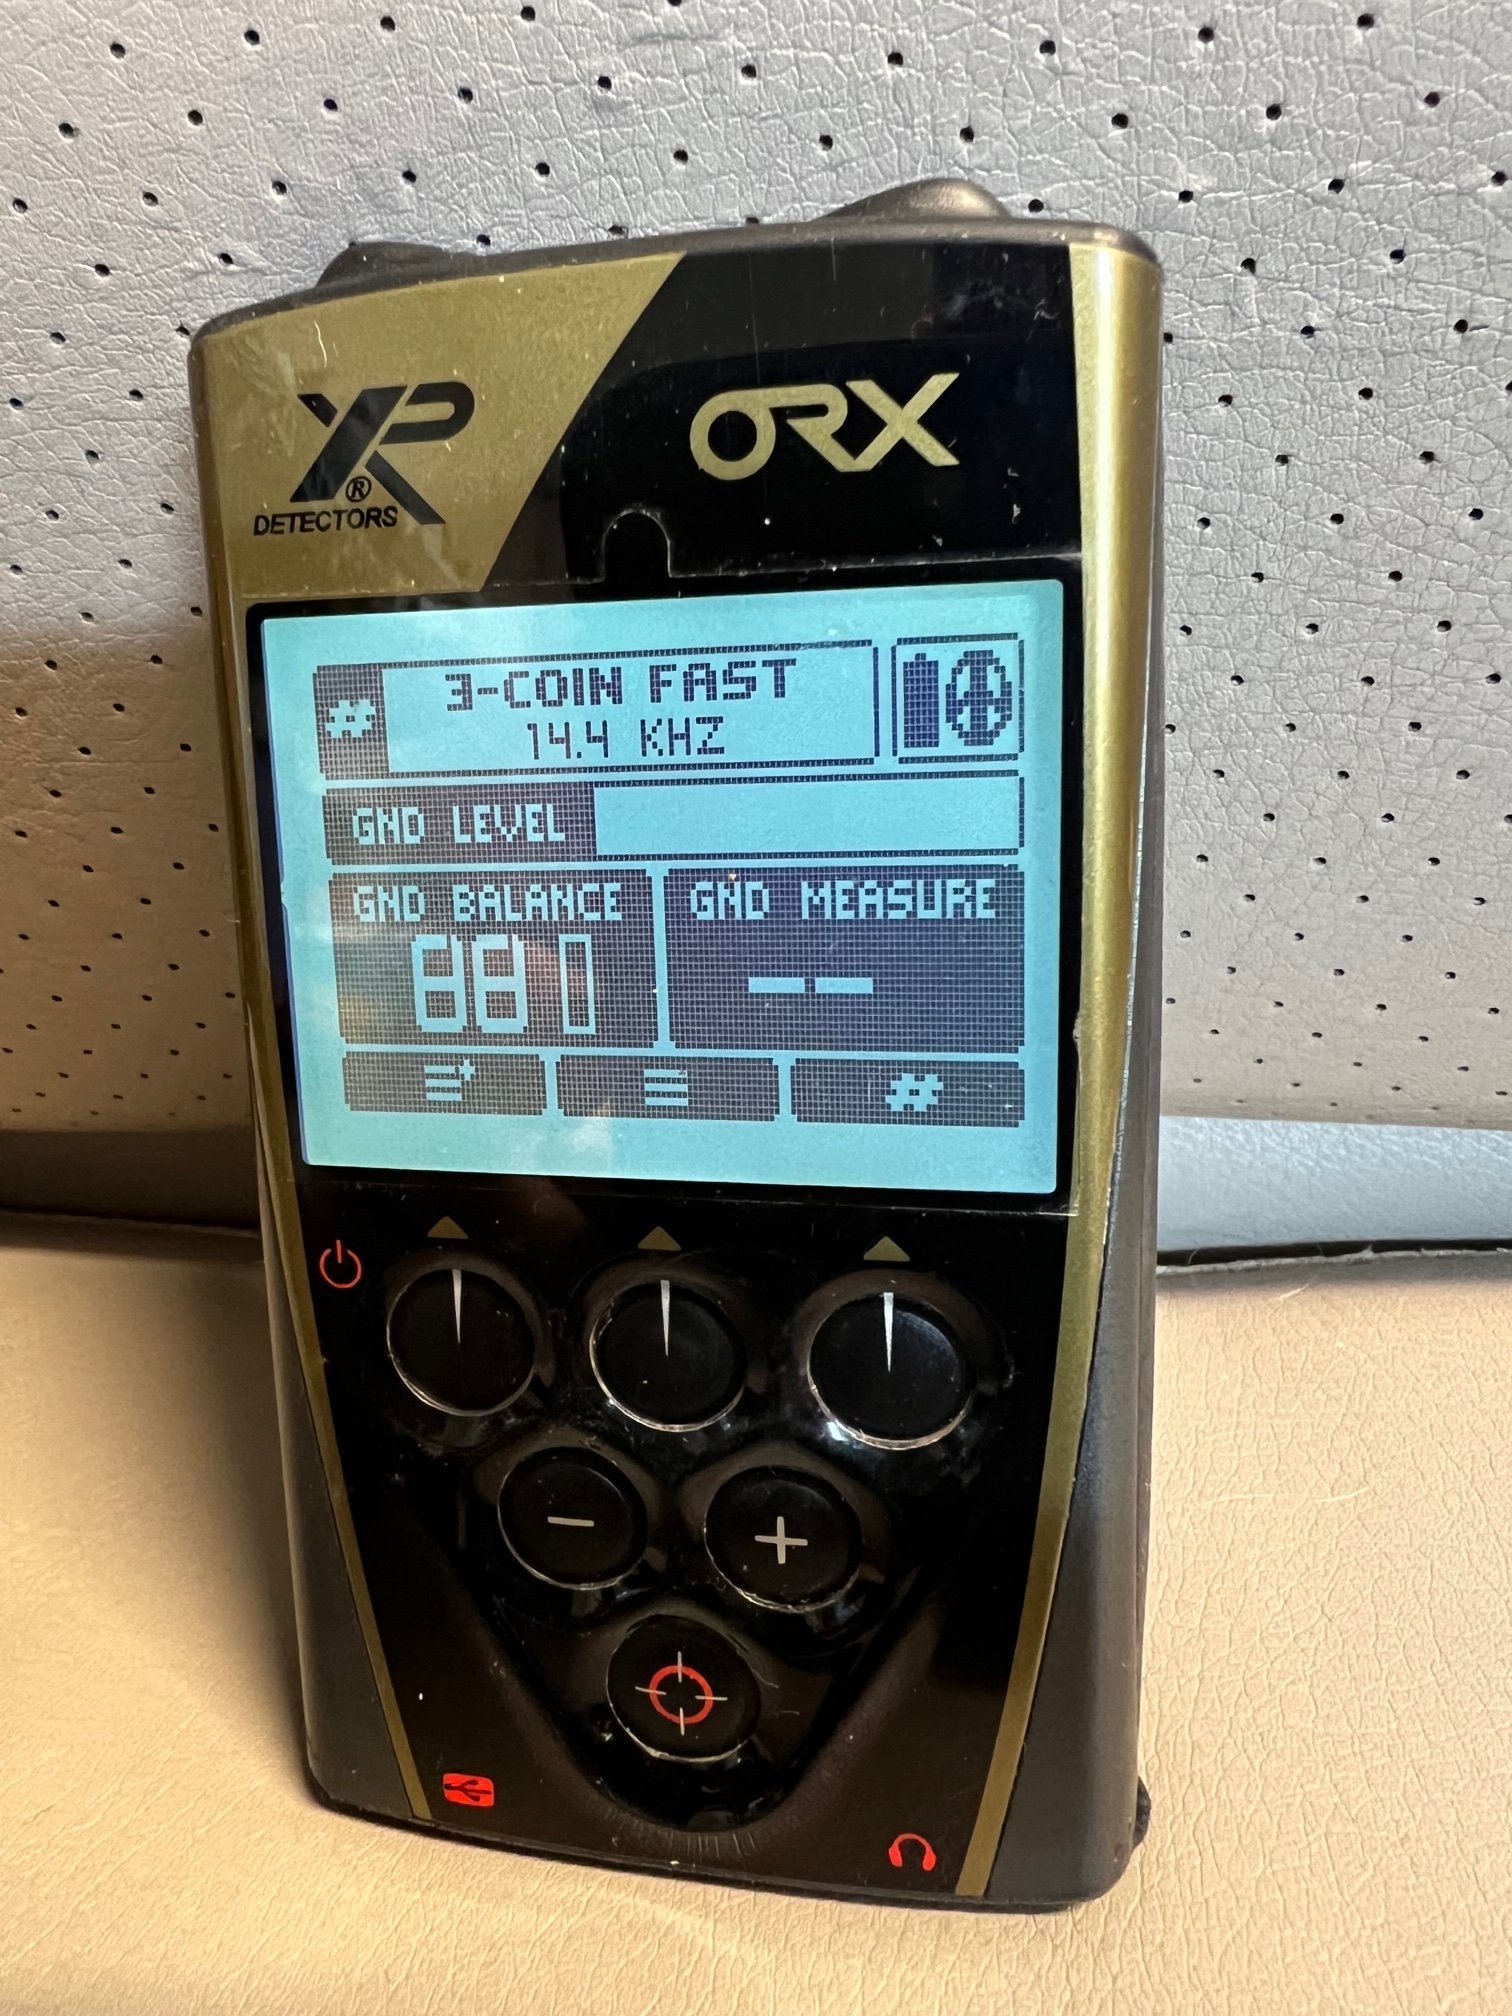 XP
®
DETECTORS
ORX
3-COIN FAST
14.4 KHZ
GND LEVEL
GND BALANCE
GND MEASURE
88
--
#
− +